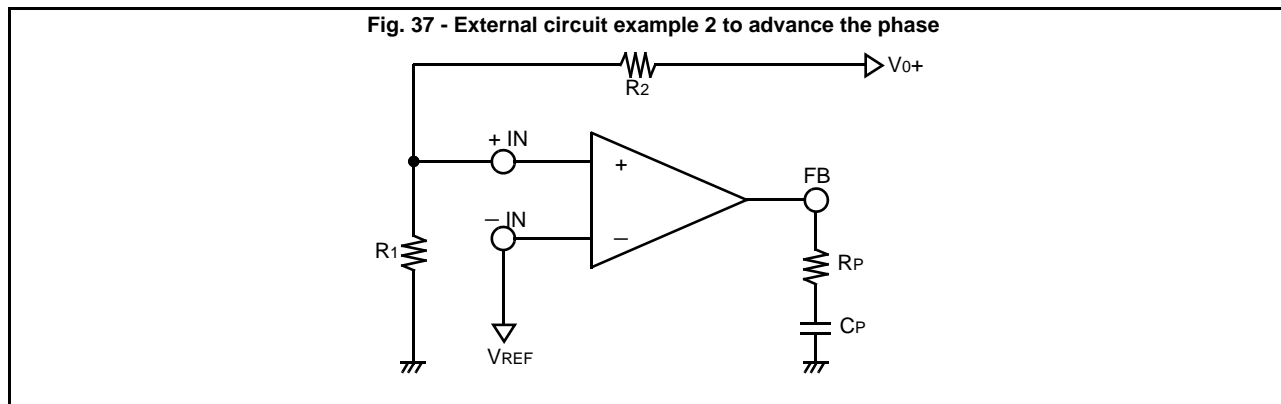 Fig. 37 - External circuit example 2 to advance the phase
V0+
R2
+ IN
+
FB
– IN
–
R1
RP
CP
VREF